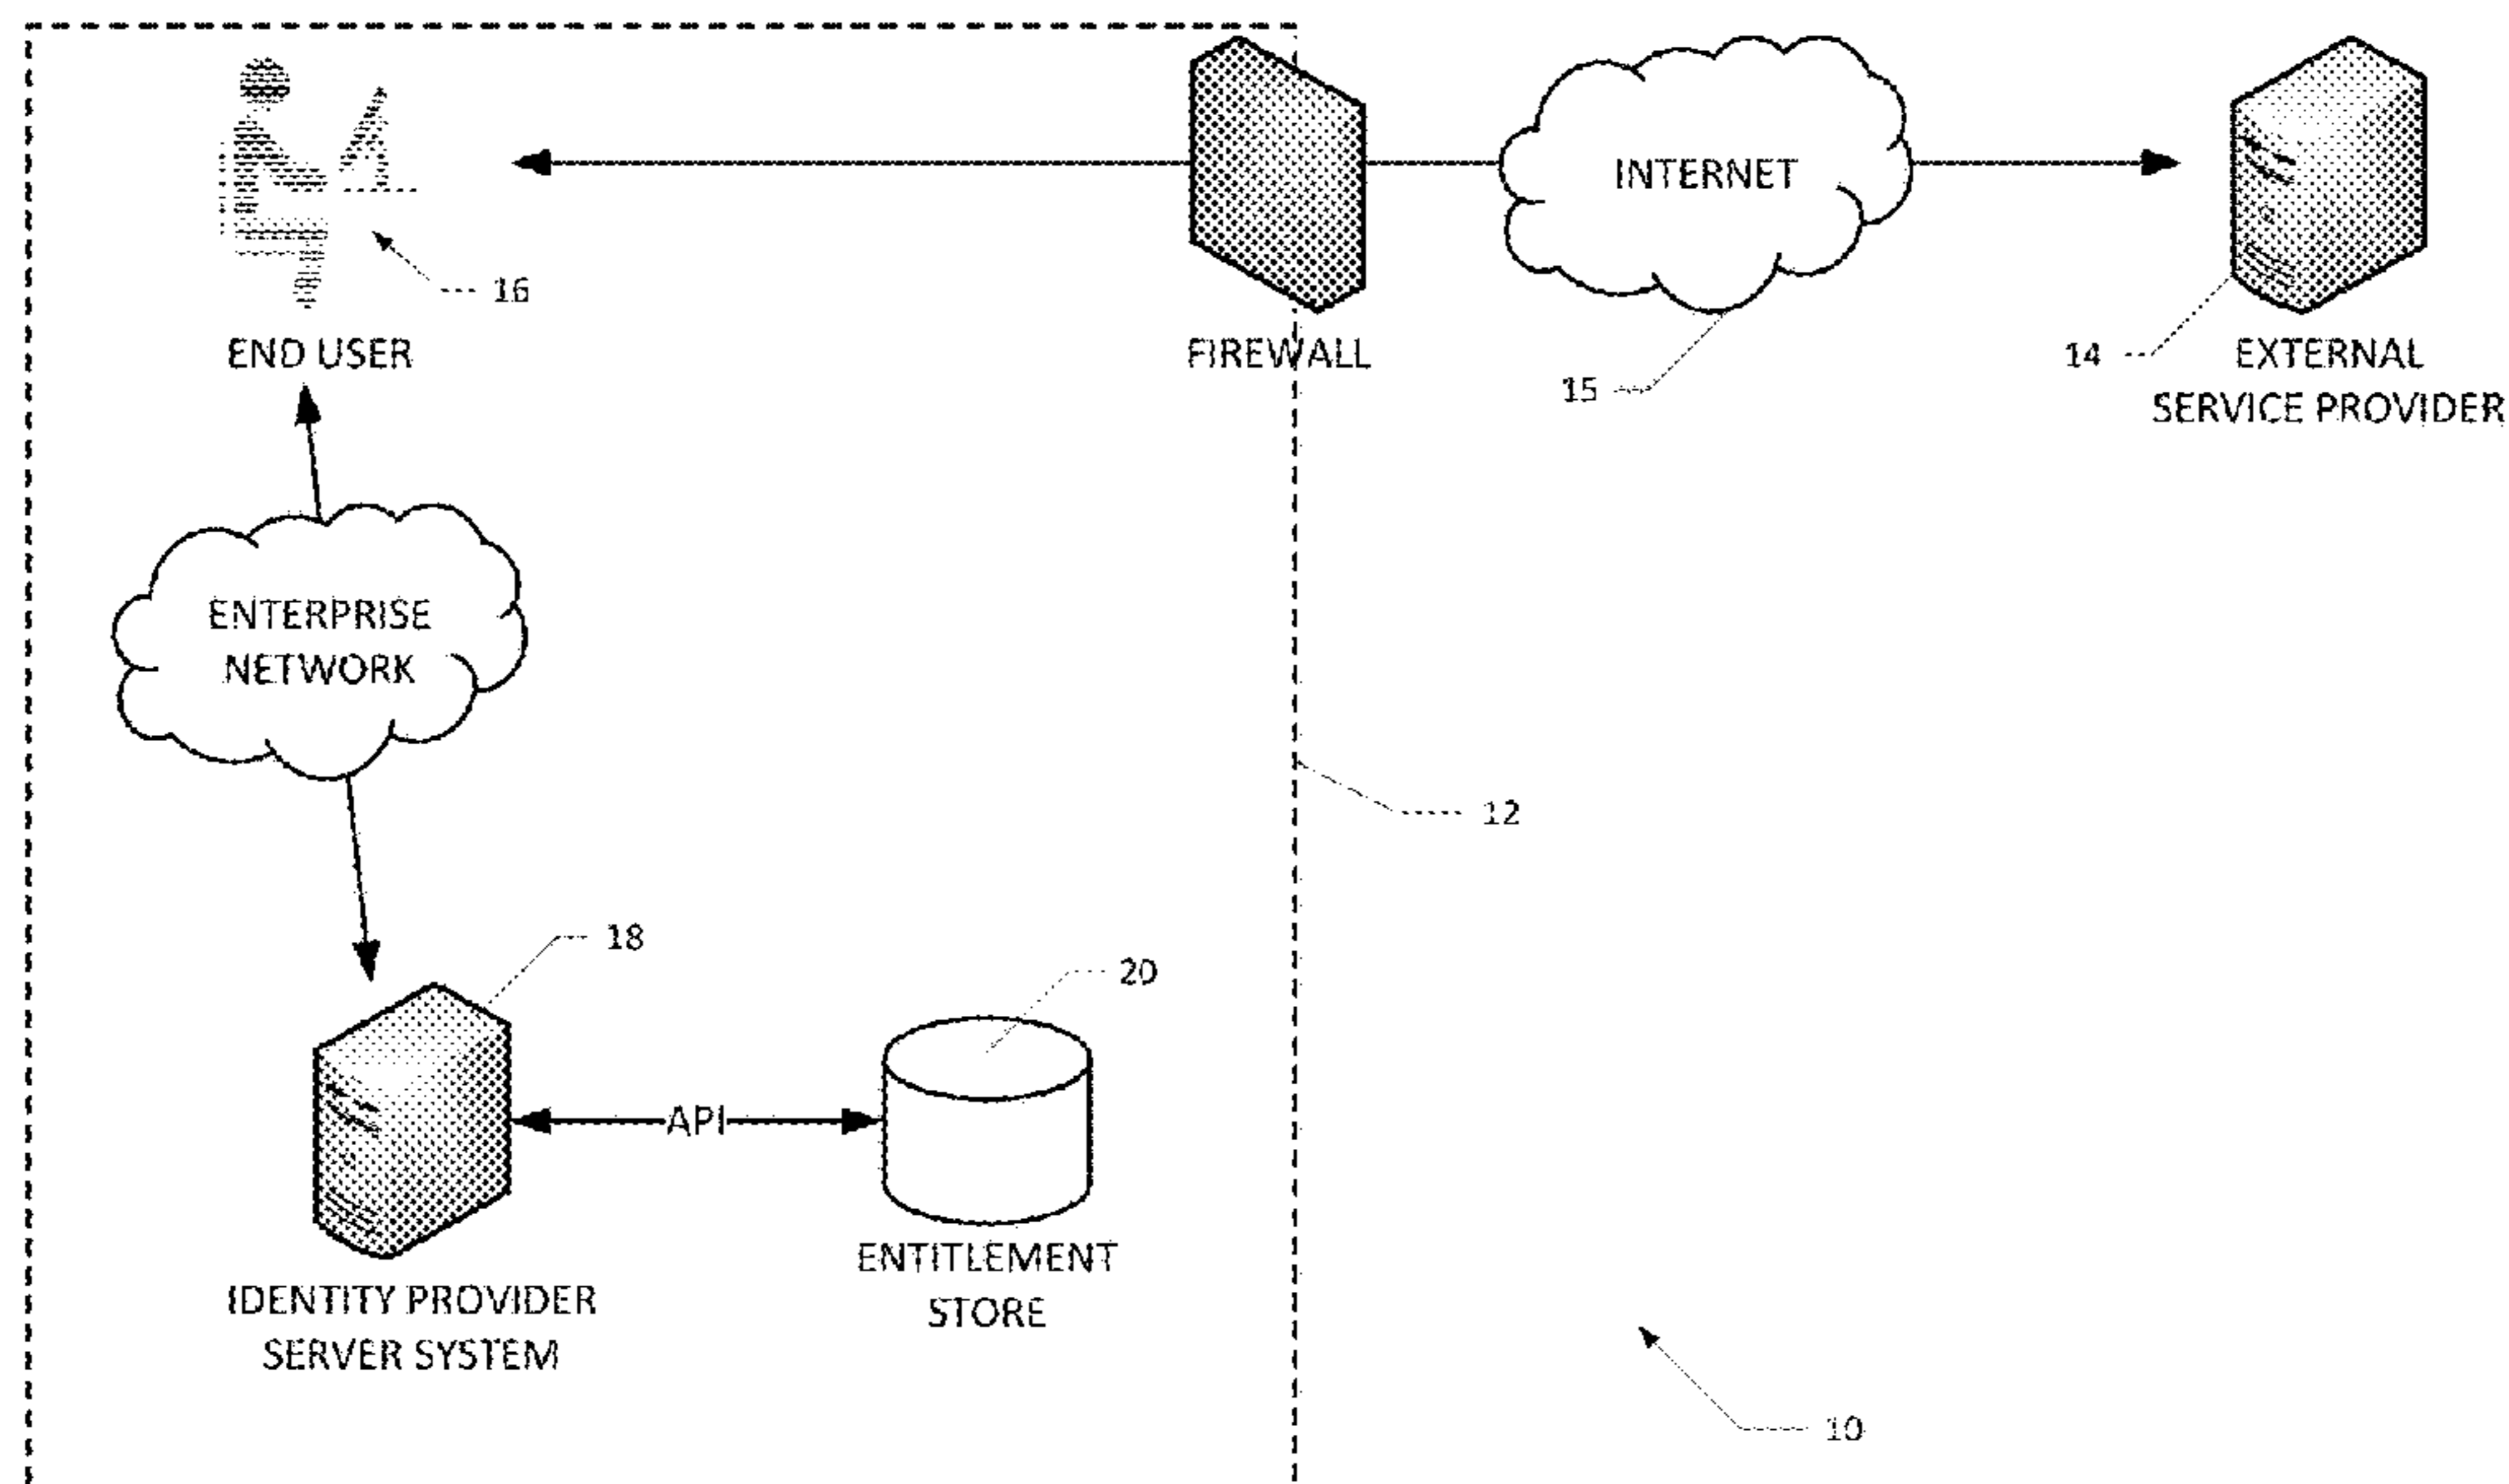 INTERNET
16
END USER
FIREWALL
15
14
EXTERNAL
SERVICE PROVIDER
ENTERPRISE
NETWORK
12
18
20
API
ENTITLEMENT
STORE
IDENTITY PROVIDER
SERVER SYSTEM
10